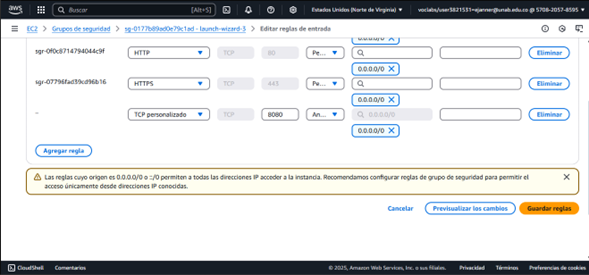 aws
Buscar [Alt+S] Estados Unidos (Norte de Virginia) voclabs/user3821551=ejanner@unab.edu.co @ 5708-2057-8595
EC2 > Grupos de seguridad > sg-0177b89ad0e79c1ad - launch-wizard-3 > Editar reglas de entrada
0.0.0.0/0 X
sgr-0f0c8714794044c9f HTTP TCP 80 Pe...
Eliminar
0.0.0.0/0 X
sgr-07796fad39cd96b16 HTTPS TCP 443 Pe...
Eliminar
0.0.0.0/0 X
- TCP personalizado TCP 8080 An... 0.0.0.0/0
Eliminar
0.0.0.0/0 X
Agregar regla
Las reglas cuyo origen es 0.0.0.0/0 o ::/0 permiten a todas las direcciones IP acceder a la instancia. Recomendamos configurar reglas de grupo de seguridad para permitir el
acceso únicamente desde direcciones IP conocidas.
Cancelar Previsualizar los cambios Guardar reglas
CloudShell Comentarios © 2025, Amazon Web Services, Inc. o sus filiales. Privacidad Términos Preferencias de cookies